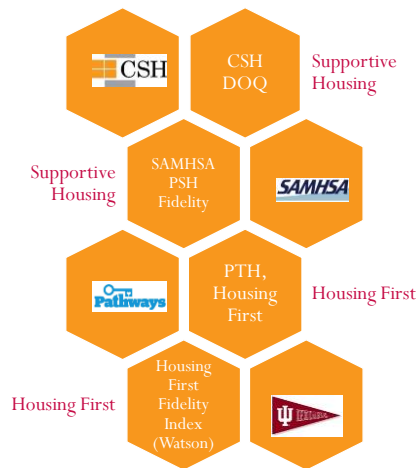 CSH
CSH
DOQ
Supportive
Housing
Supportive
Housing
SAMHSA
PSH
Fidelity
SAMHSA
Pathways
PTH,
Housing
First
Housing First
Housing First
Housing
First
Fidelity
Index
(Watson)
INDIANA